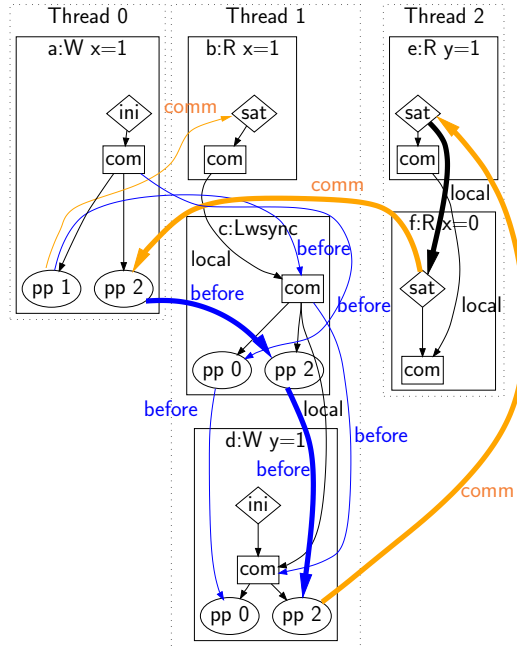 Thread 0
Thread 1
Thread 2
a:W x=1
b:R x=1
e:R y=1
ini
sat
sat
comm
com
com
com
comm
local
c:Lwsync
f:R x=0
local
before
pp 1
pp 2
before
com
before
sat
local
pp 0
pp 2
com
before
local
d:W y=1
before
before
ini
comm
com
pp 0
pp 2